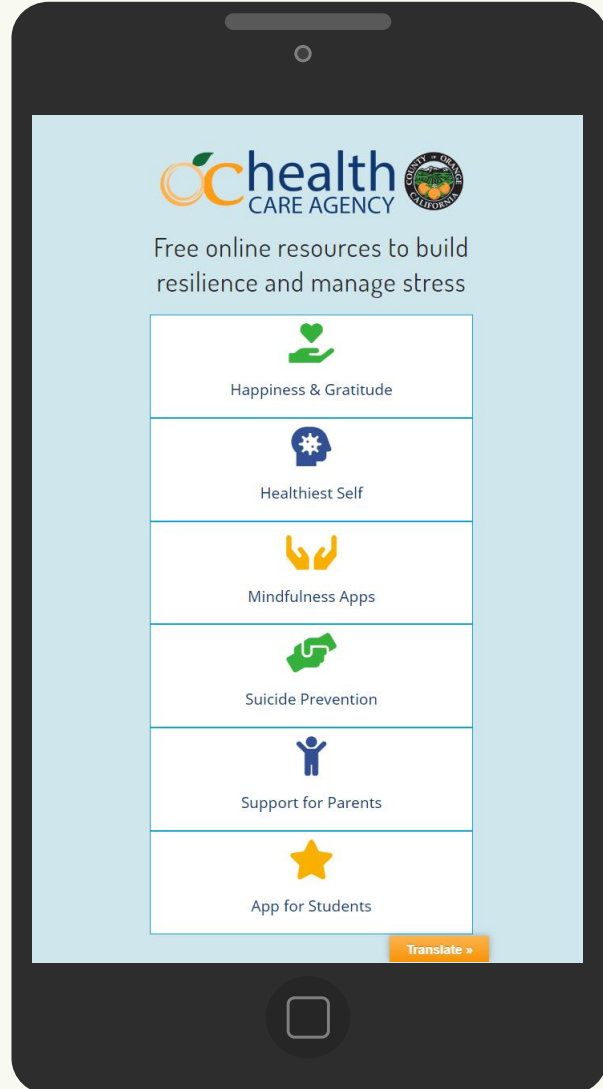 OC health
CARE AGENCY
COUNTY OF ORANGE
CALIFORNIA
Free online resources to build
resilience and manage stress
Happiness & Gratitude
Healthiest Self
Mindfulness Apps
Suicide Prevention
Support for Parents
App for Students
Translate »